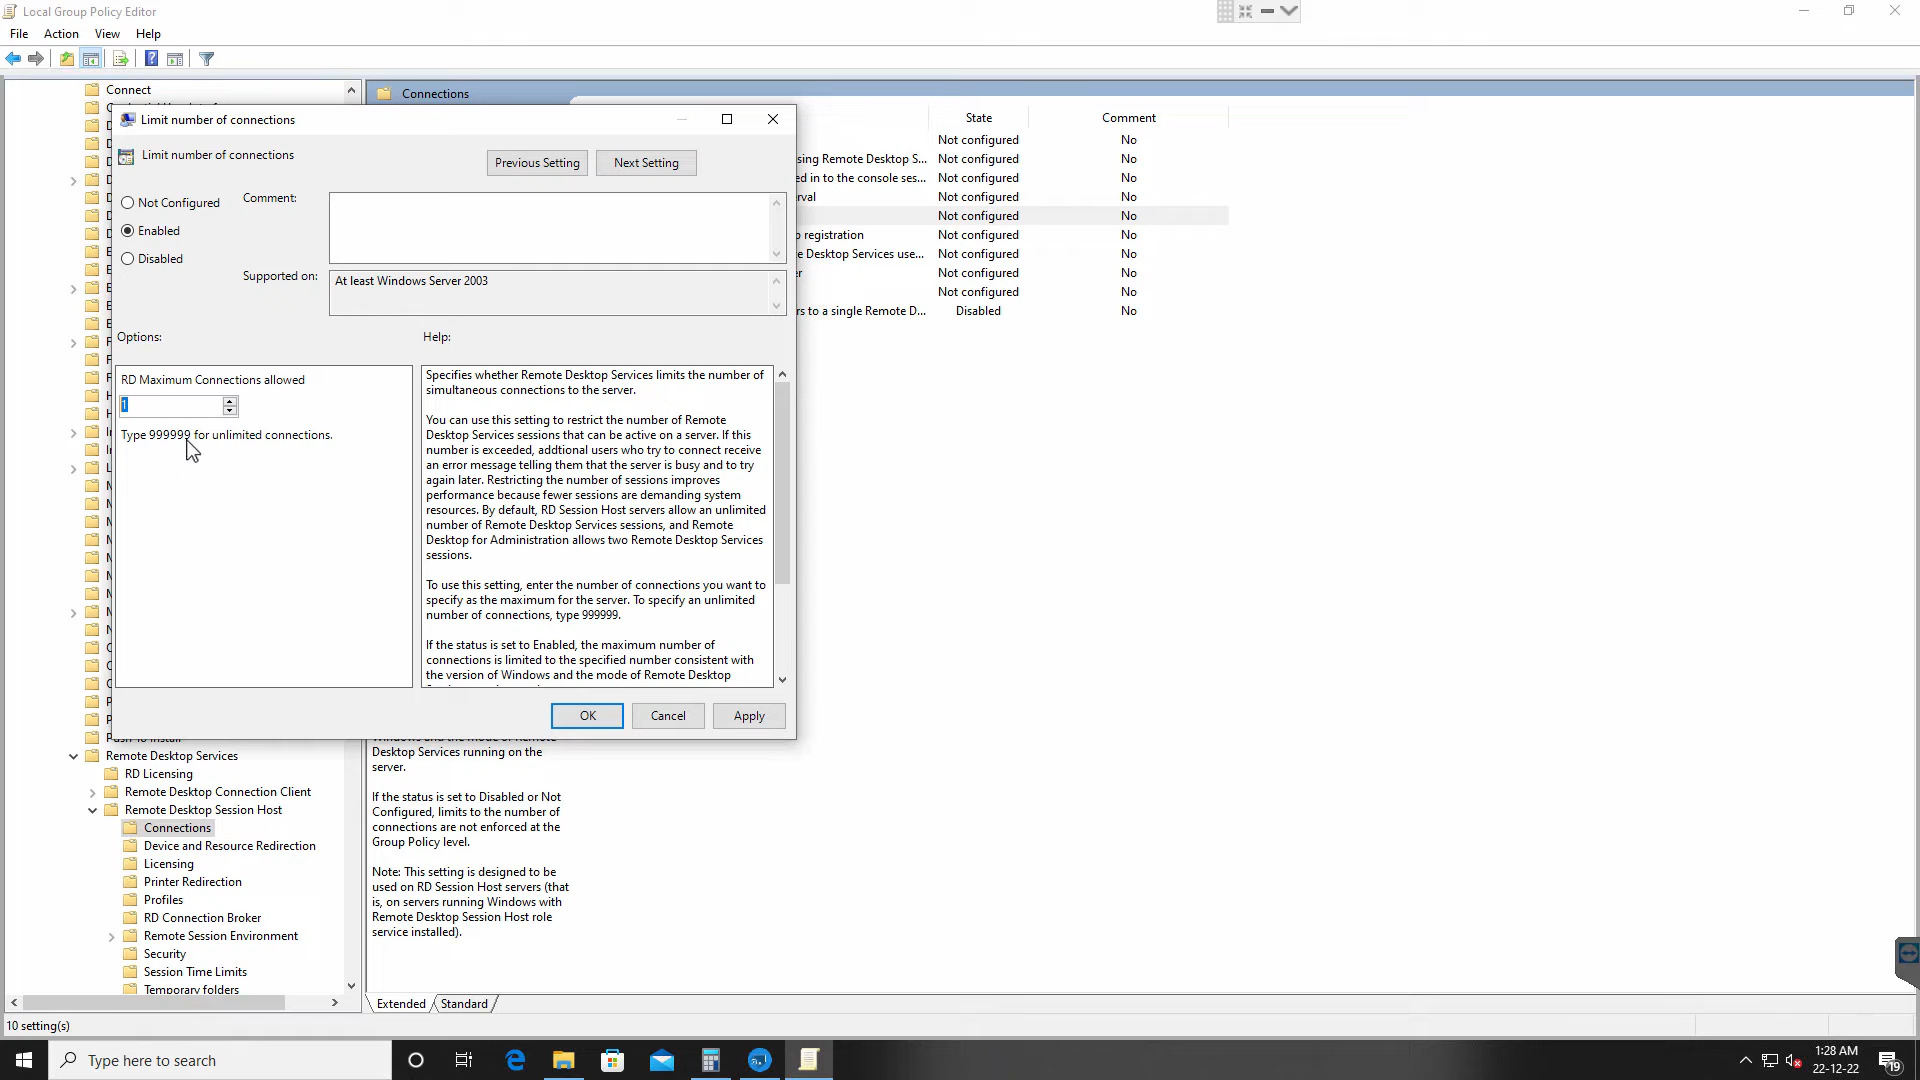 Local Group Policy Editor
File Action View Help
Connect
Connections
Limit number of connections
Limit number of connections
Previous Setting
Next Setting
Not Configured
Enabled
Disabled
Comment:
Supported on:
At least Windows Server 2003
Options:
Help:
RD Maximum Connections allowed
1
Type 999999 for unlimited connections.
Specifies whether Remote Desktop Services limits the number of
simultaneous connections to the server.
You can use this setting to restrict the number of Remote
Desktop Services sessions that can be active on a server. If this
number is exceeded, addtional users who try to connect receive
an error message telling them that the server is busy and to try
again later. Restricting the number of sessions improves
performance because fewer sessions are demanding system
resources. By default, RD Session Host servers allow an unlimited
number of Remote Desktop Services sessions, and Remote
Desktop for Administration allows two Remote Desktop Services
sessions.
To use this setting, enter the number of connections you want to
specify as the maximum for the server. To specify an unlimited
number of connections, type 999999.
If the status is set to Enabled, the maximum number of
connections is limited to the specified number consistent with
the version of Windows and the mode of Remote Desktop
OK
Cancel
Apply
State Comment
Not configured No
sing Remote Desktop S... Not configured No
ed in to the console ses... Not configured No
rval Not configured No
Not configured No
registration Not configured No
e Desktop Services use... Not configured No
Not configured No
Not configured No
rs to a single Remote D... Disabled No
Remote Desktop Services
RD Licensing
Remote Desktop Connection Client
Remote Desktop Session Host
Connections
Device and Resource Redirection
Licensing
Printer Redirection
Profiles
RD Connection Broker
Remote Session Environment
Security
Session Time Limits
Temporary folders
Desktop Services running on the
server.
If the status is set to Disabled or Not
Configured, limits to the number of
connections are not enforced at the
Group Policy level.
Note: This setting is designed to be
used on RD Session Host servers (that
is, on servers running Windows with
Remote Desktop Session Host role
service installed).
Extended
Standard
10 setting(s)
Type here to search
1:28 AM
22-12-22
19